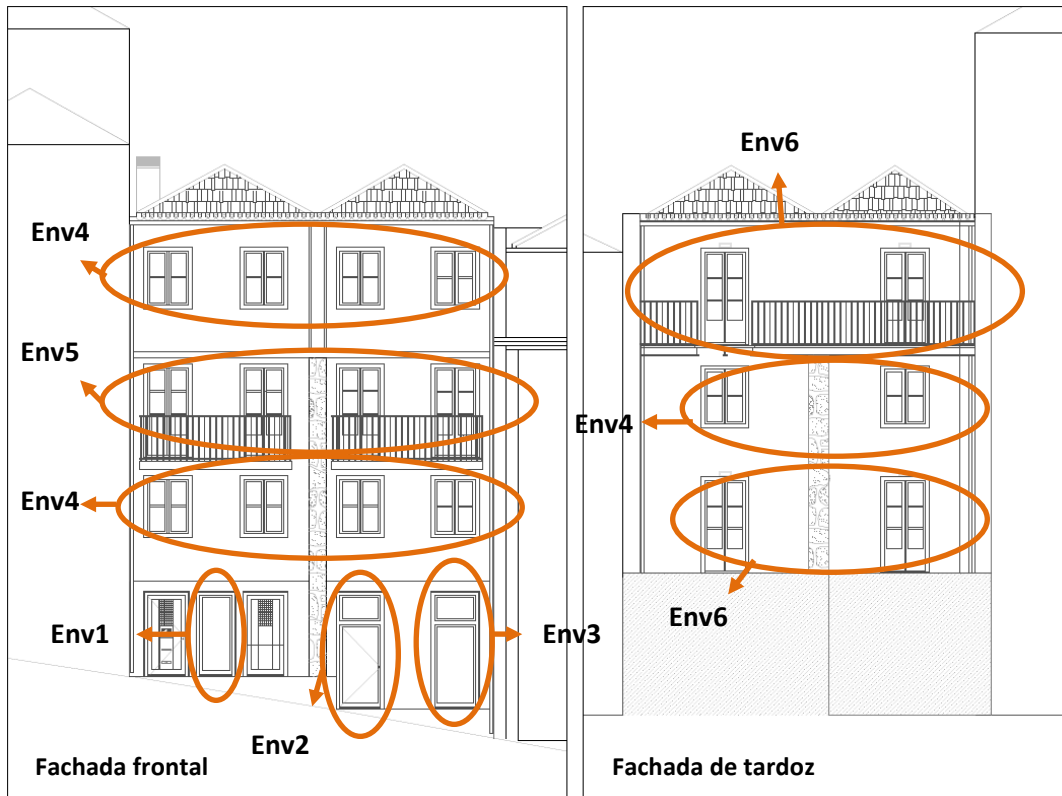 Env4
Env5
Env4
Env1
Env2
Env3
Fachada frontal
Env6
Env4
Env6
Fachada de tardoz